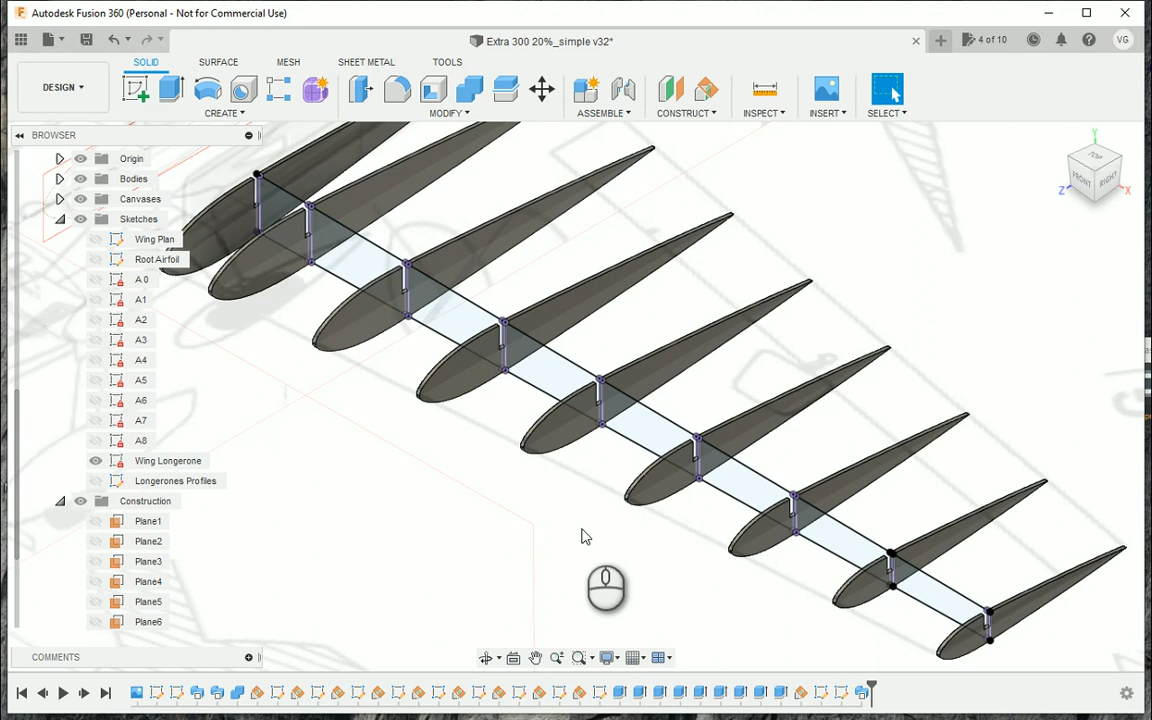 Autodesk Fusion 360 (Personal - Not for Commercial Use)
Extra 300 20%_simple v32*
4 of 10
VG
SOLID SURFACE MESH SHEET METAL TOOLS
DESIGN
CREATE MODIFY ASSEMBLE CONSTRUCT INSPECT INSERT SELECT
BROWSER
Origin
Bodies
Canvases
Sketches
Wing Plan
Root Airfoil
A 0
A1
A2
A3
A4
A5
A6
A7
A8
Wing Longerone
Longerones Profiles
Construction
Plane1
Plane2
Plane3
Plane4
Plane5
Plane6
Y
TOP
FRONT
RIGHT
Z
X
COMMENTS